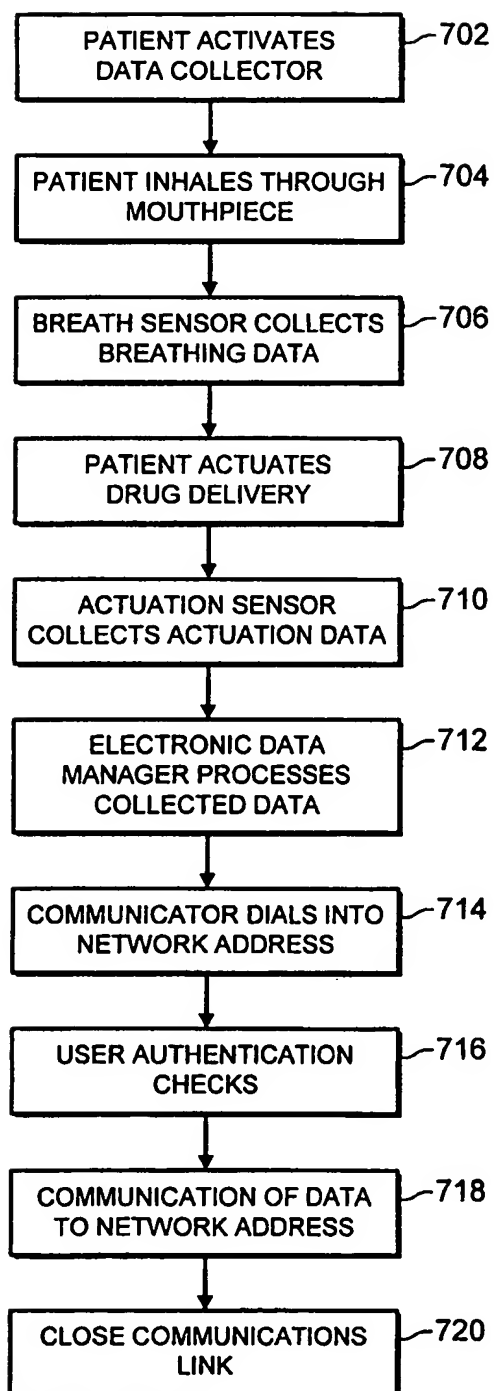 PATIENT ACTIVATES
DATA COLLECTOR
702
PATIENT INHALES THROUGH
MOUTHPIECE
704
BREATH SENSOR COLLECTS
BREATHING DATA
706
PATIENT ACTUATES
DRUG DELIVERY
708
ACTUATION SENSOR
COLLECTS ACTUATION DATA
710
ELECTRONIC DATA
MANAGER PROCESSES
COLLECTED DATA
712
COMMUNICATOR DIALS INTO
NETWORK ADDRESS
714
USER AUTHENTICATION
CHECKS
716
COMMUNICATION OF DATA
TO NETWORK ADDRESS
718
CLOSE COMMUNICATIONS
LINK
720